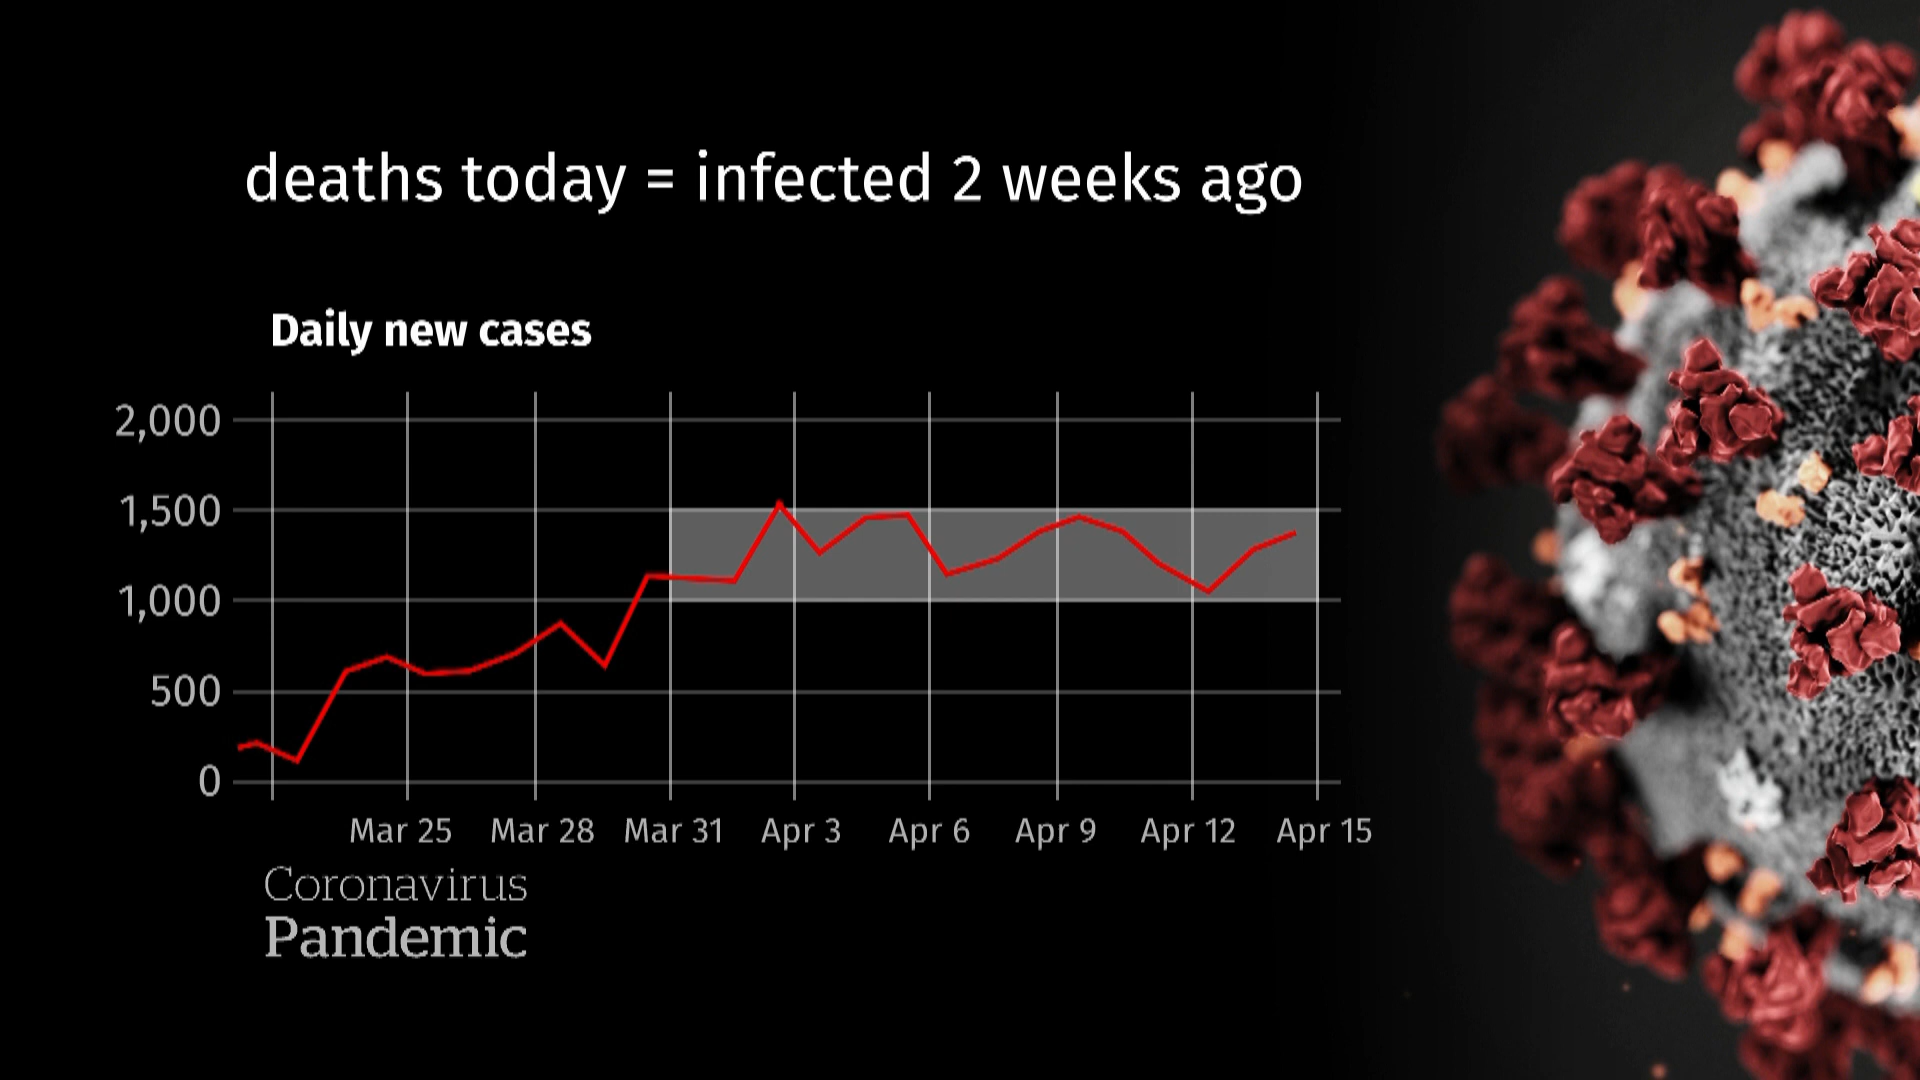 deaths today = infected 2 weeks ago
Daily new cases
2,000
1,500
1,000
500
0
Mar 25 Mar 28 Mar 31 Apr 3 Apr 6 Apr 9 Apr 12 Apr 15
Coronavirus
Pandemic